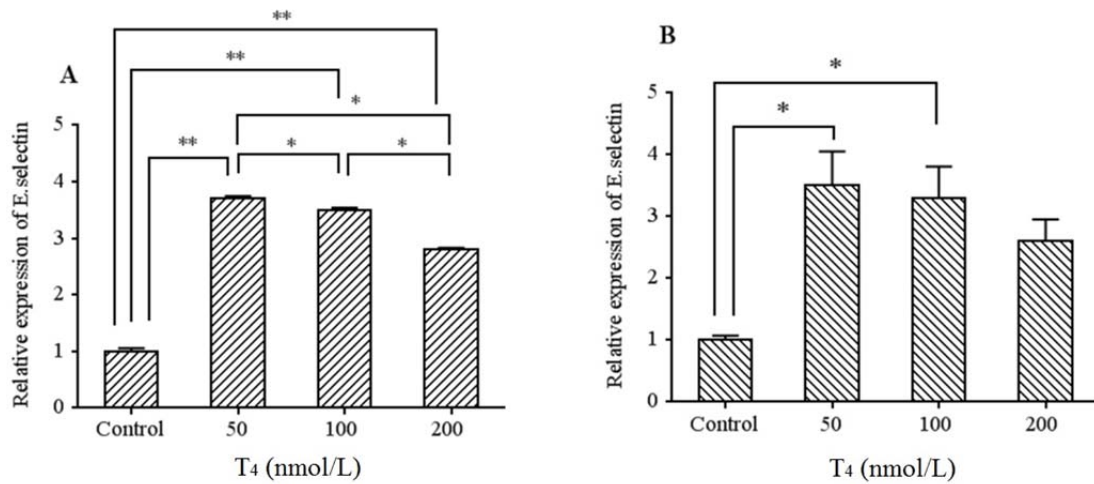 A
**
**
*
**
*
*
Relative expression of E.selectin
5
4
3
2
1
0
Control 50 100 200
T₄ (nmol/L)
B
*
*
Relative expression of E.selectin
5
4
3
2
1
0
Control 50 100 200
T₄ (nmol/L)